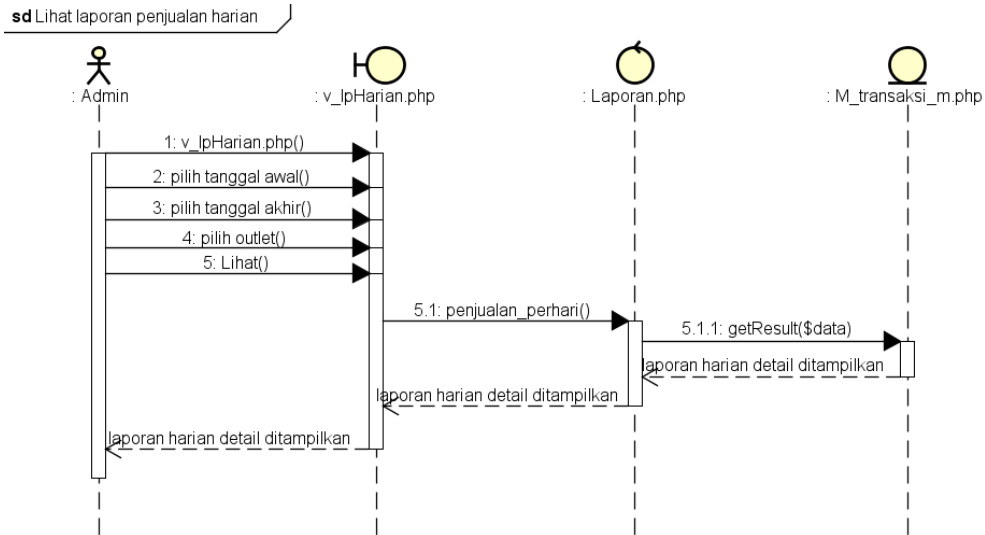 sd Lihat laporan penjualan harian
: Admin
: v_lpHarian.php
: Laporan.php
: M_transaksi_m.php
1: v_lpHarian.php()
2: pilih tanggal awal()
3: pilih tanggal akhir()
4: pilih outlet()
5: Lihat()
5.1: penjualan_perhari()
5.1.1: getResult($data)
laporan harian detail ditampilkan
laporan harian detail ditampilkan
laporan harian detail ditampilkan